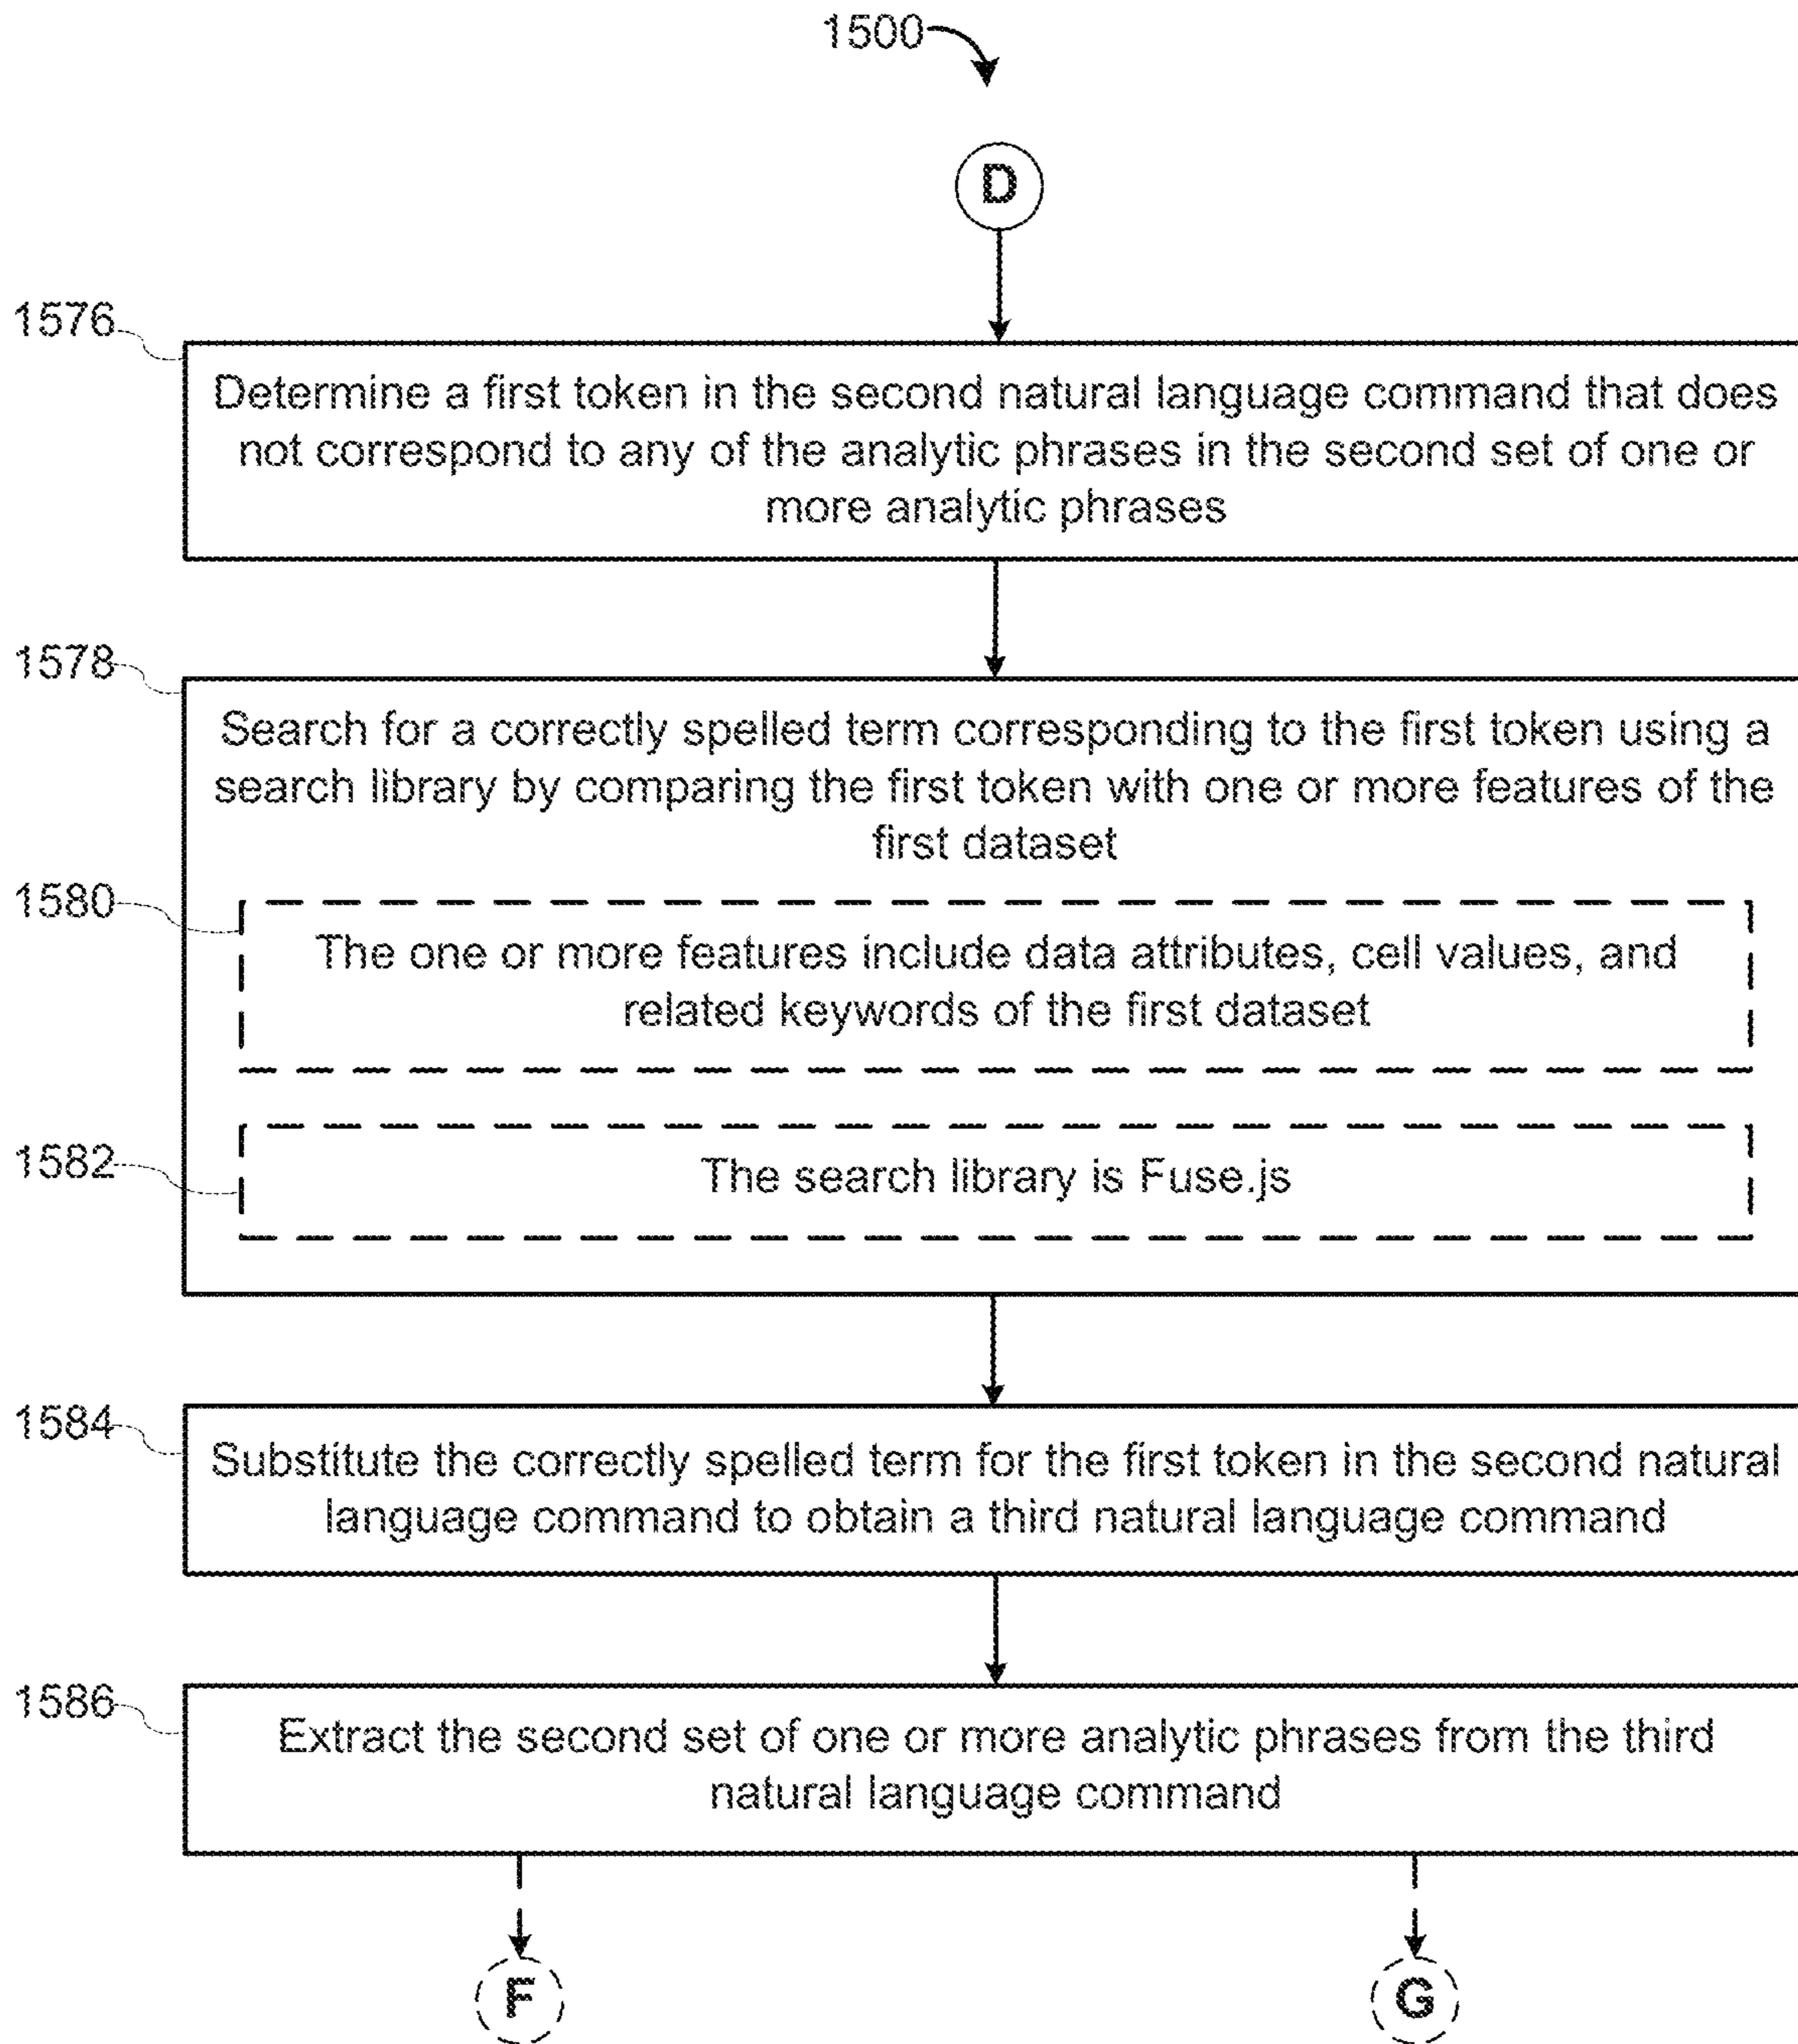 1500
D
1576
Determine a first token in the second natural language command that does
not correspond to any of the analytic phrases in the second set of one or
more analytic phrases
1578
Search for a correctly spelled term corresponding to the first token using a
search library by comparing the first token with one or more features of the
first dataset
1580
The one or more features include data attributes, cell values, and
related keywords of the first dataset
1582
The search library is Fuse.js
1584
Substitute the correctly spelled term for the first token in the second natural
language command to obtain a third natural language command
1586
Extract the second set of one or more analytic phrases from the third
natural language command
F
G